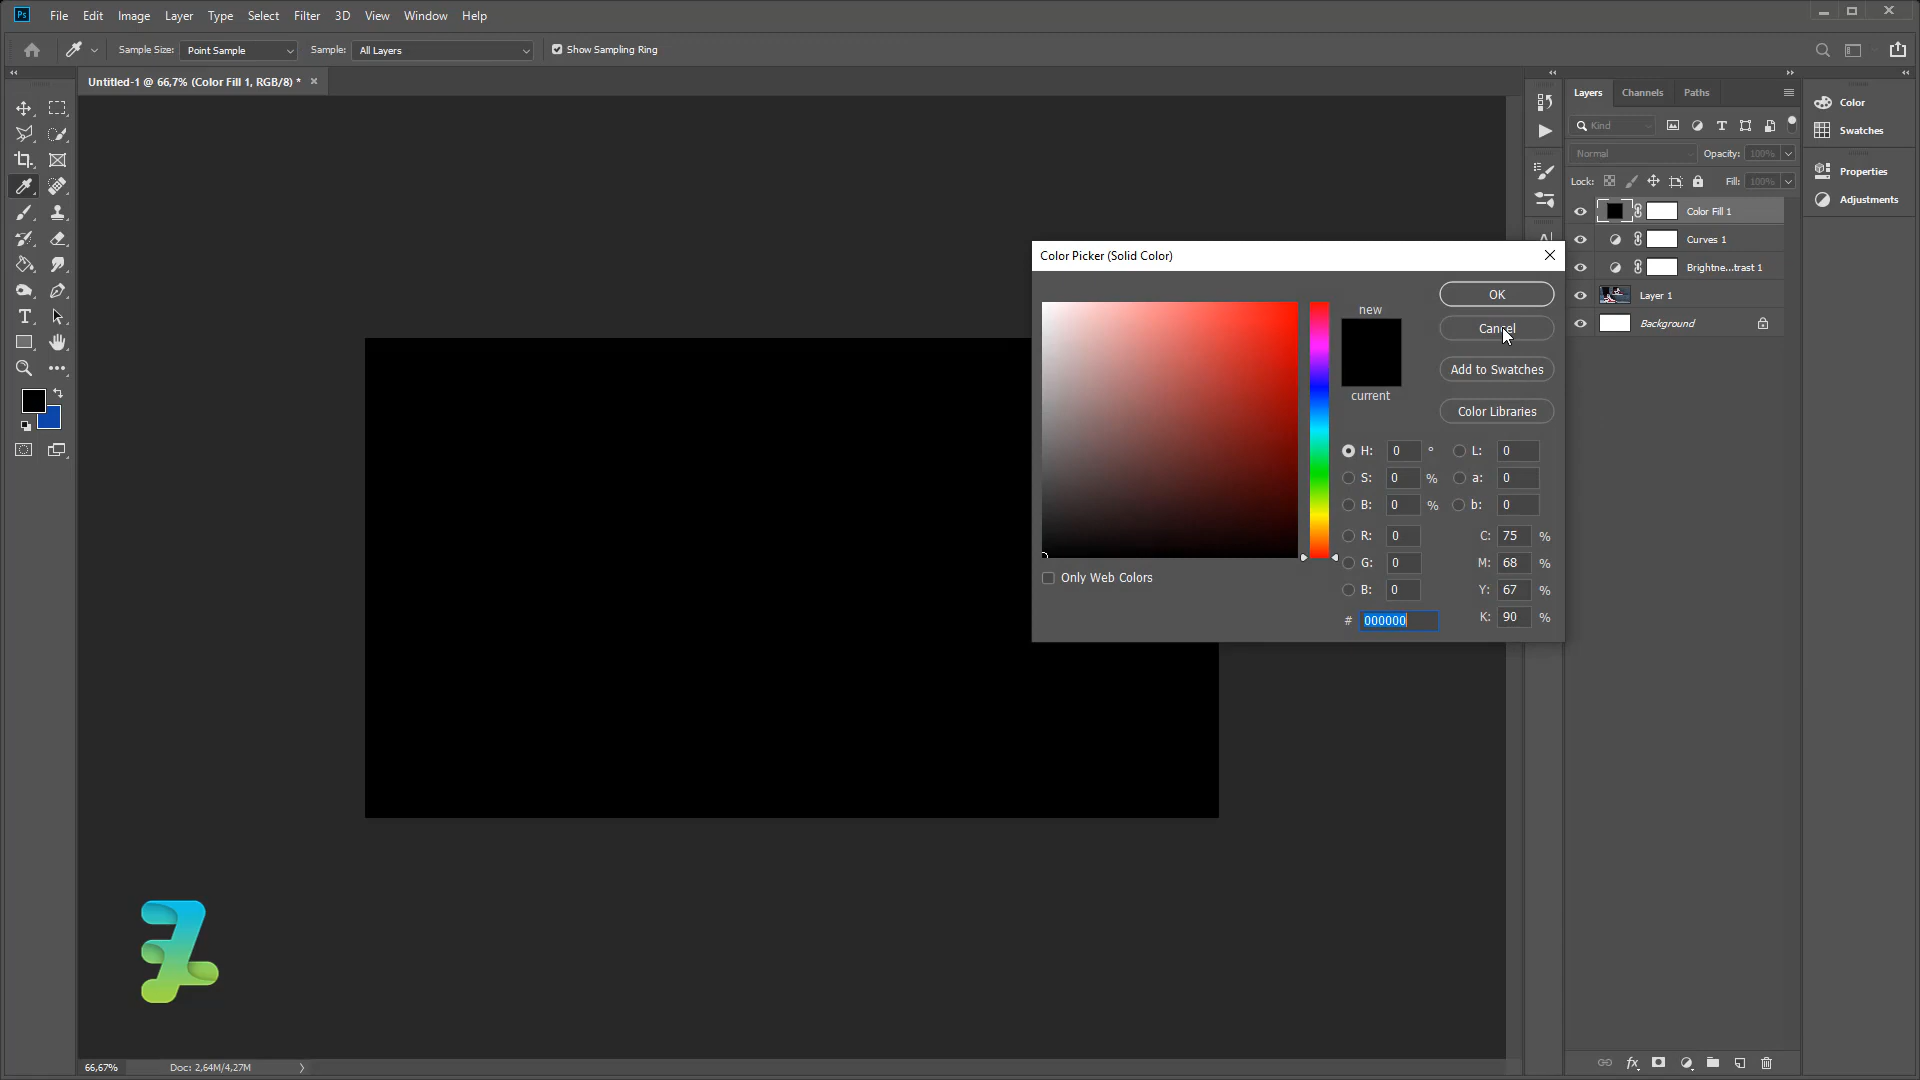 Ps File Edit Image Layer Type Select Filter 3D View Window Help
Sample Size: Point Sample Sample: All Layers Show Sampling Ring
Untitled-1 @ 66,7% (Color Fill 1, RGB/8) *
Layers Channels Paths
Kind
Normal Opacity: 100%
Lock: Fill: 100%
Color Fill 1
Curves 1
Brightne...trast 1
Layer 1
Background
Color
Swatches
Properties
Adjustments
Color Picker (Solid Color)
new
current
OK
Cancel
Add to Swatches
Color Libraries
H: 0 ° L: 0
S: 0 % a: 0
B: 0 % b: 0
R: 0 C: 75 %
G: 0 M: 68 %
B: 0 Y: 67 %
# 000000 K: 90 %
Only Web Colors
66,67% Doc: 2,64M/4,27M
fx